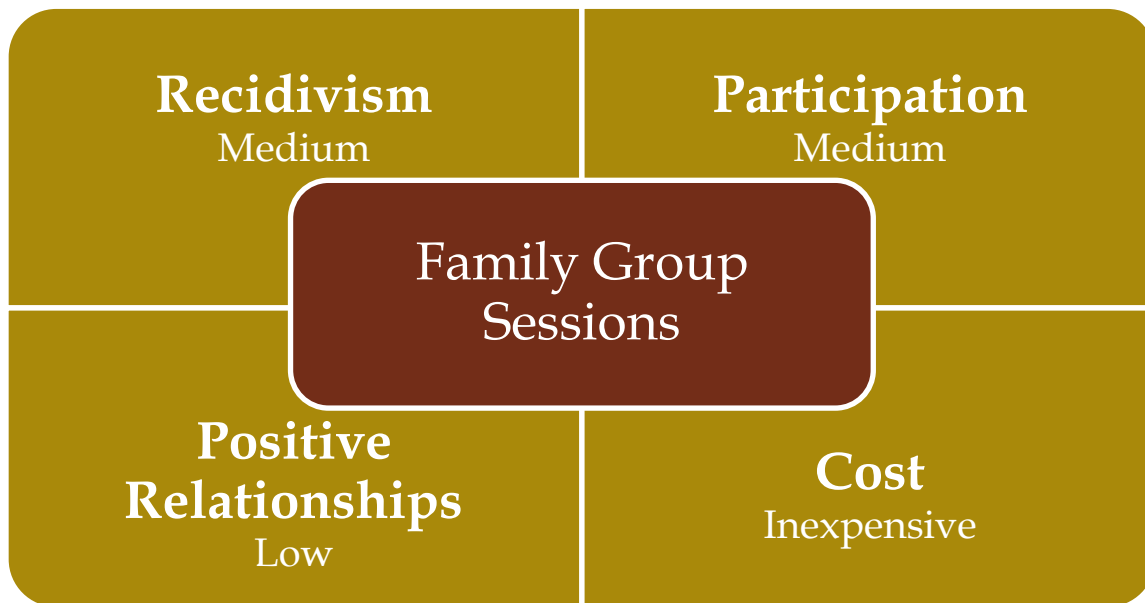 Recidivism
Medium
Participation
Medium
Family Group
Sessions
Positive
Relationships
Low
Cost
Inexpensive